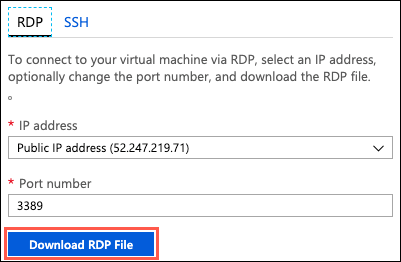 RDP SSH
To connect to your virtual machine via RDP, select an IP address,
optionally change the port number, and download the RDP file.
* IP address
Public IP address (52.247.219.71)
* Port number
3389
Download RDP File